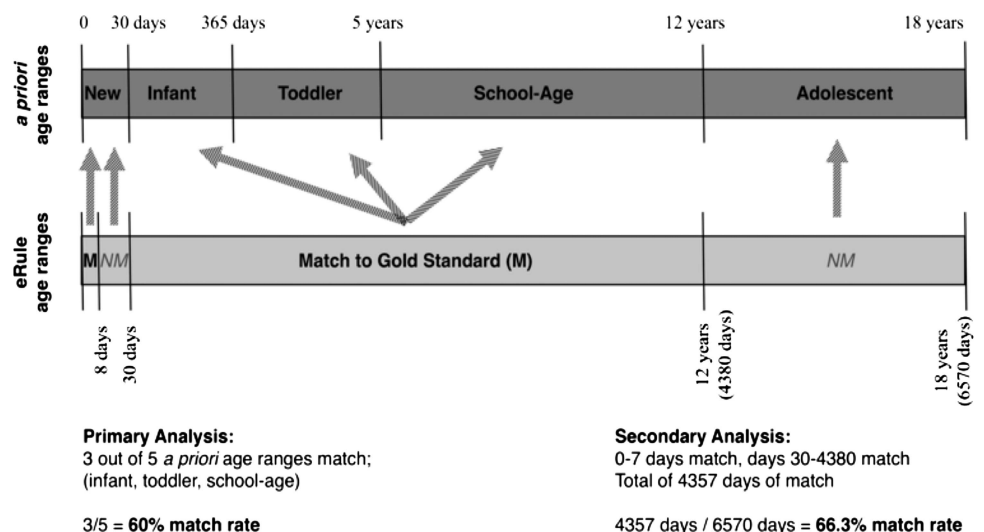 0 30 days 365 days 5 years 12 years 18 years
a priori
age ranges
New Infant Toddler School-Age Adolescent
eRule
age ranges
M NM Match to Gold Standard (M) NM
8 days
30 days
12 years
(4380 days)
18 years
(6570 days)
Primary Analysis:
3 out of 5 a priori age ranges match;
(infant, toddler, school-age)
3/5 = 60% match rate
Secondary Analysis:
0-7 days match, days 30-4380 match
Total of 4357 days of match
4357 days / 6570 days = 66.3% match rate